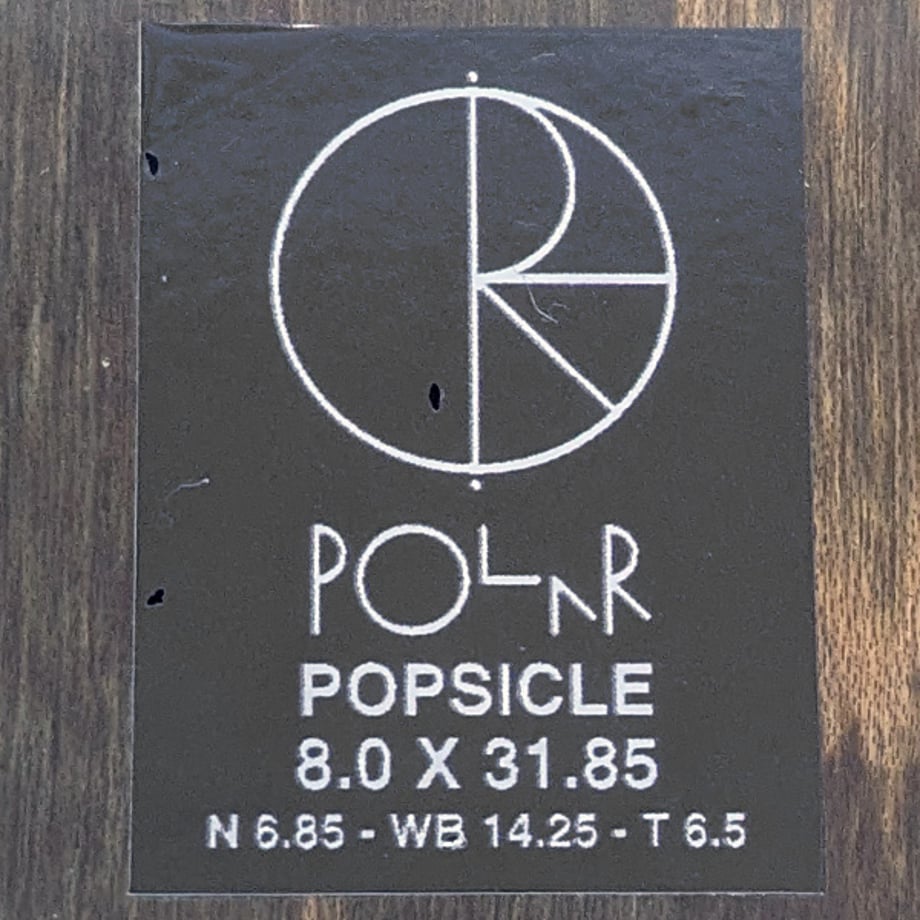 POLAR
POPSICLE
8.0 X 31.85
N 6.85 - WB 14.25 - T 6.5